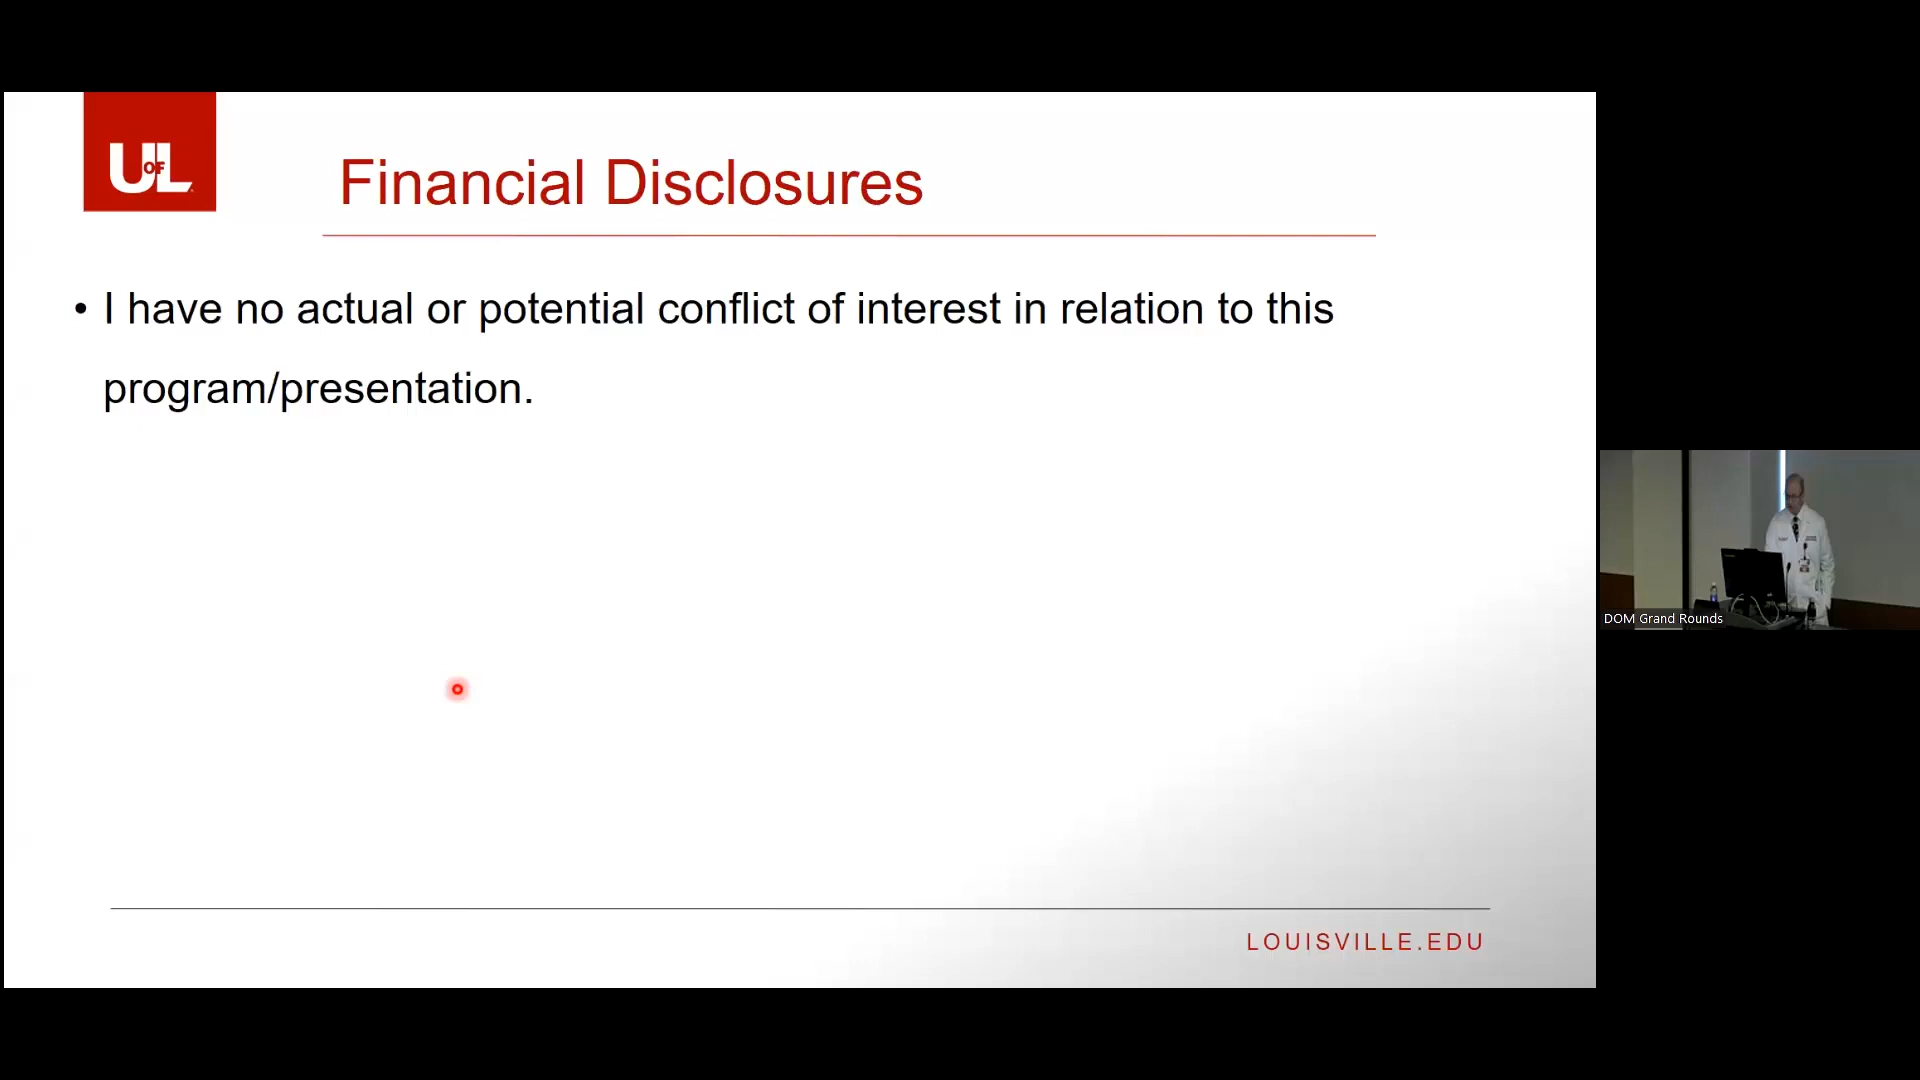 UofL
Financial Disclosures
• I have no actual or potential conflict of interest in relation to this
program/presentation.
LOUISVILLE.EDU
DOM Grand Rounds